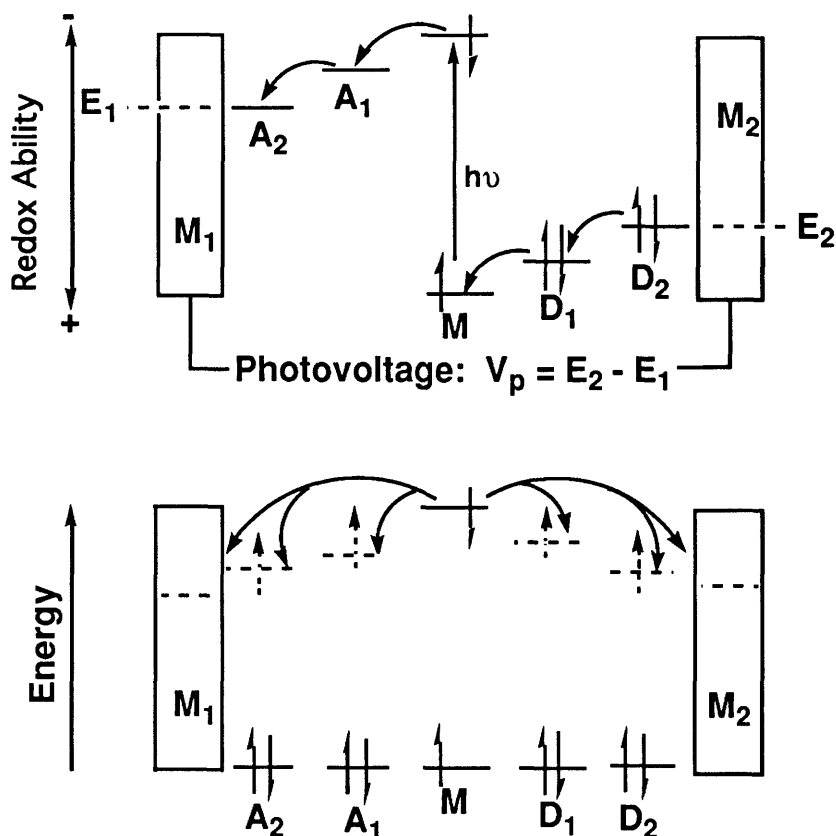 -
Redox Ability
+
E₁
A₂
A₁
M₁
hυ
M
D₁
D₂
M₂
E₂
Photovoltage: Vₚ = E₂ - E₁
Energy
M₁
M₂
A₂
A₁
M
D₁
D₂